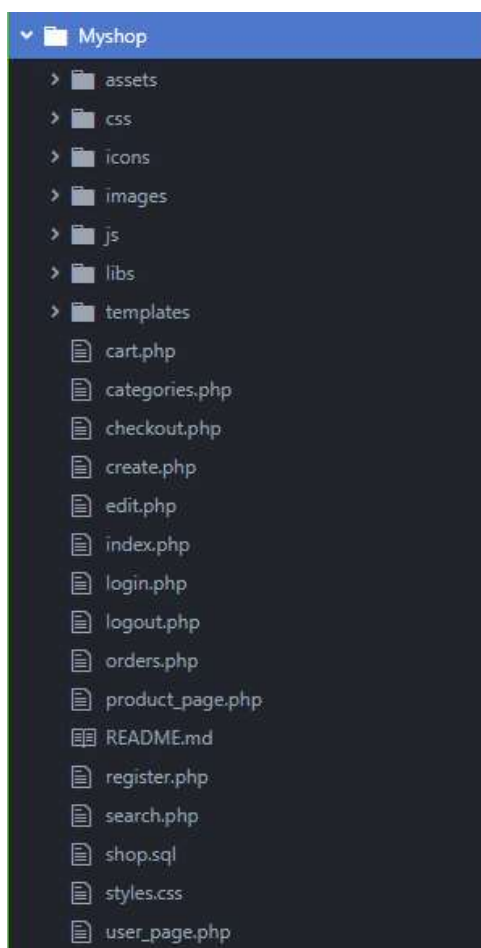 Myshop
assets
css
icons
images
js
libs
templates
cart.php
categories.php
checkout.php
create.php
edit.php
index.php
login.php
logout.php
orders.php
product_page.php
README.md
register.php
search.php
shop.sql
styles.css
user_page.php